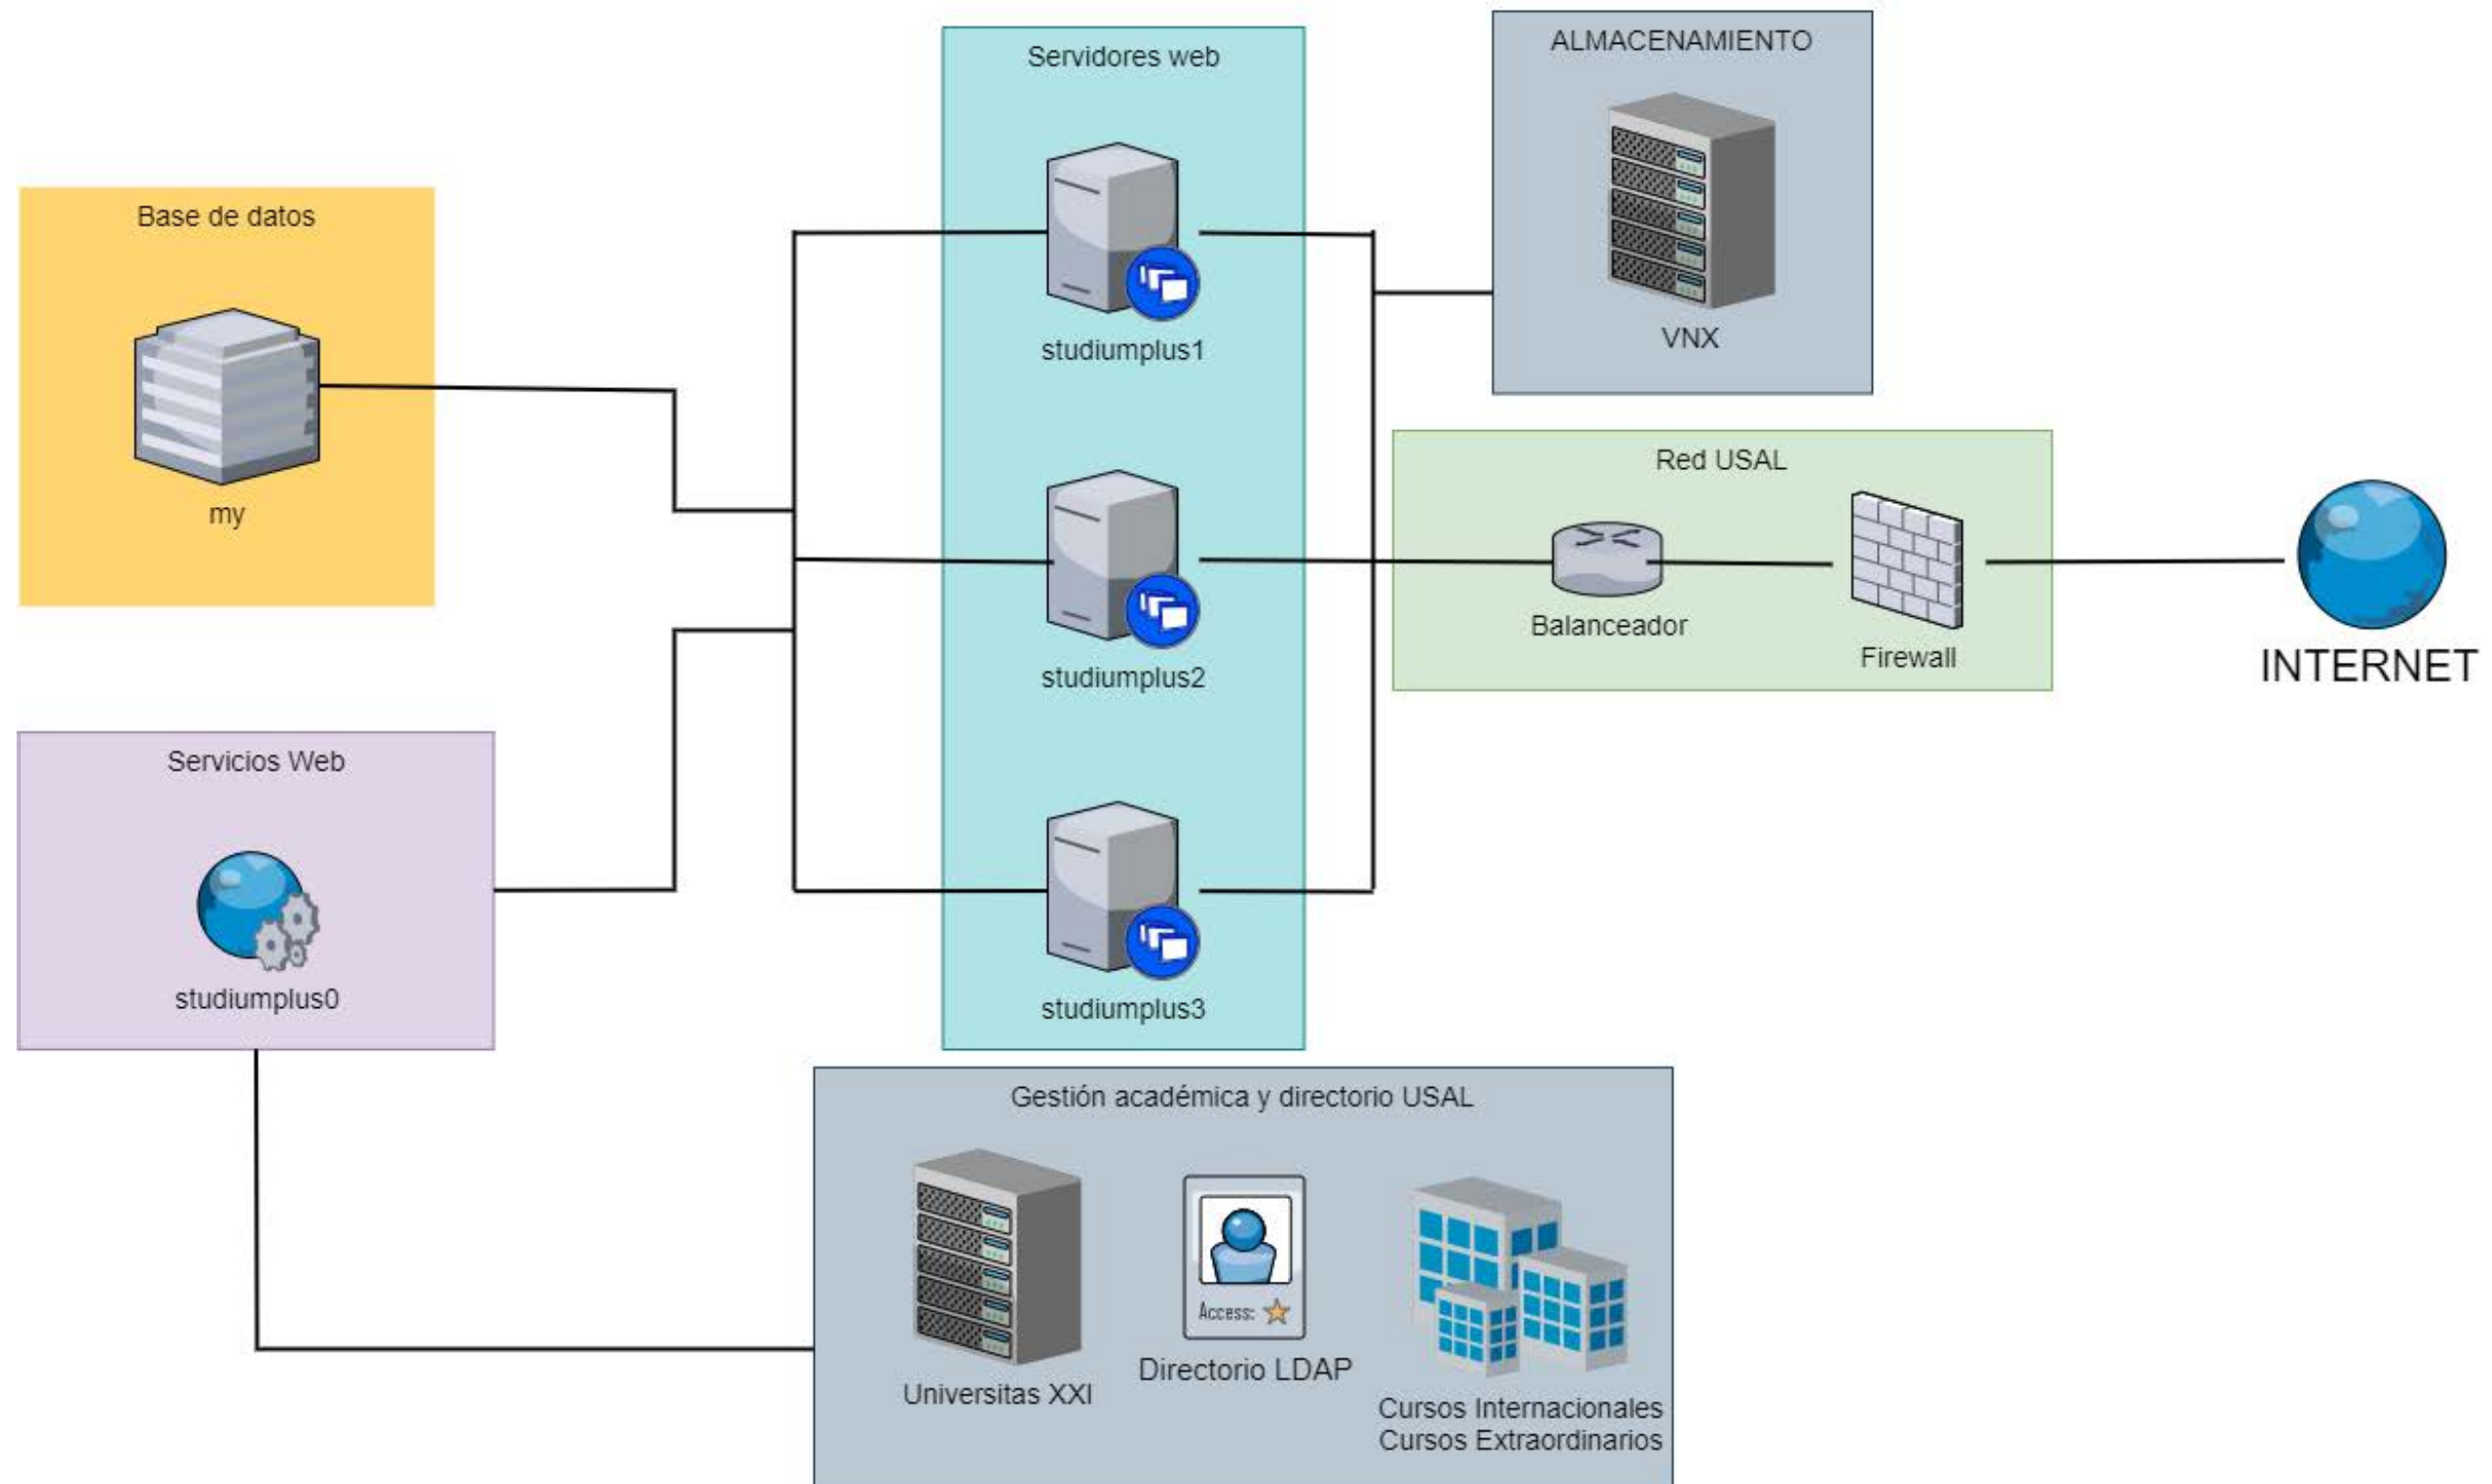 Servidores web
ALMACENAMIENTO
Base de datos
VNX
studiumplus1
Red USAL
my
Balanceador
Firewall
INTERNET
studiumplus2
Servicios Web
studiumplus0
studiumplus3
Gestión académica y directorio USAL
Access:
Universitas XXI
Directorio LDAP
Cursos Internacionales
Cursos Extraordinarios